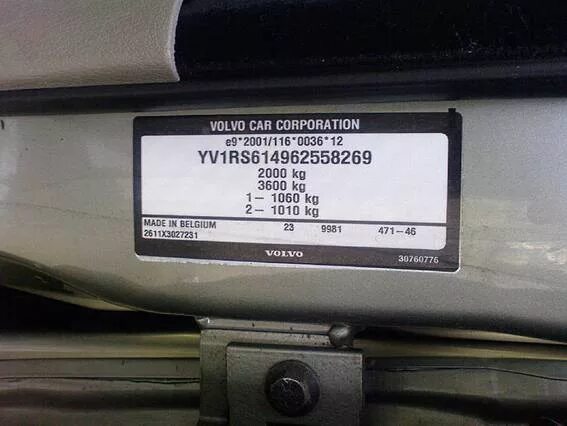 VOLVO CAR CORPORATION
e9*2001/116*0036*12
YV1RS614962558269
2000 kg
3600 kg
1– 1060 kg
2– 1010 kg
MADE IN BELGIUM 23 9981 471–46
2611X3027231
VOLVO 30760776